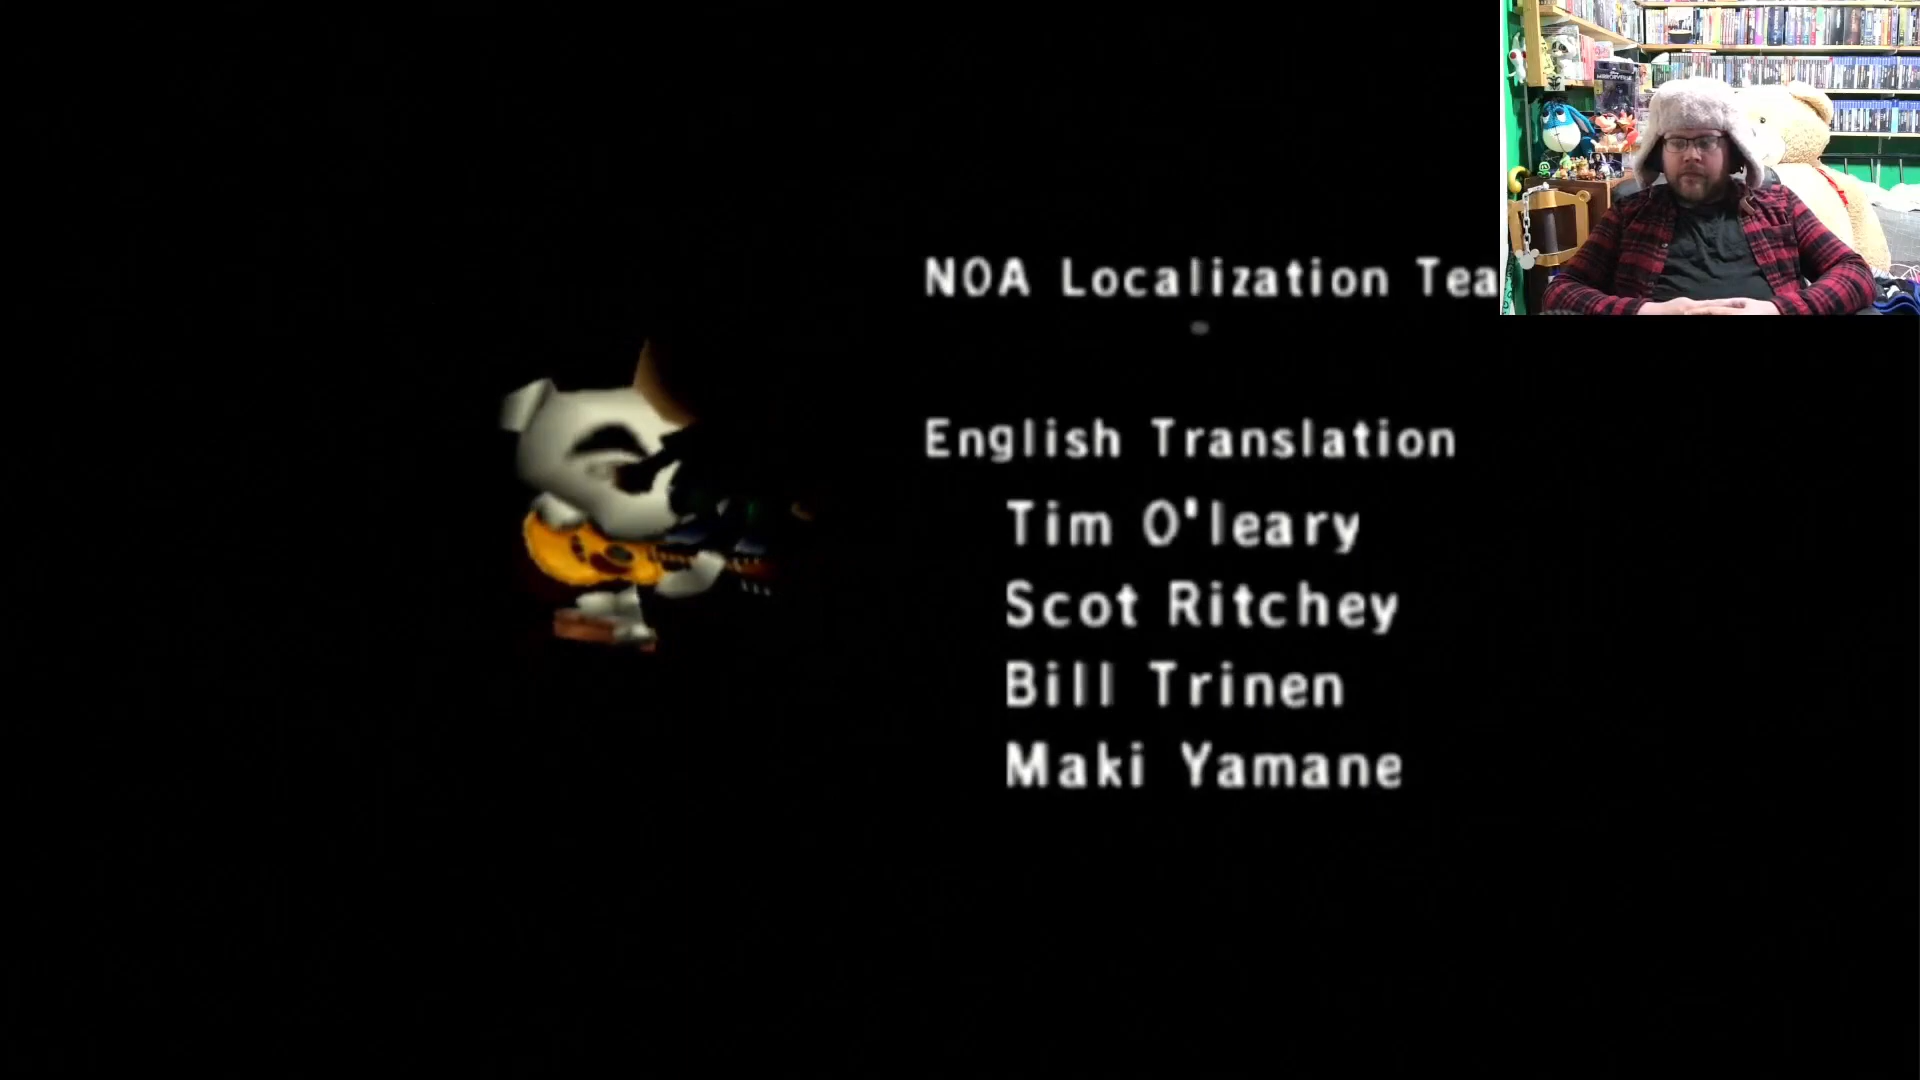 NOA Localization Tea
English Translation
Tim O'leary
Scot Ritchey
Bill Trinen
Maki Yamane